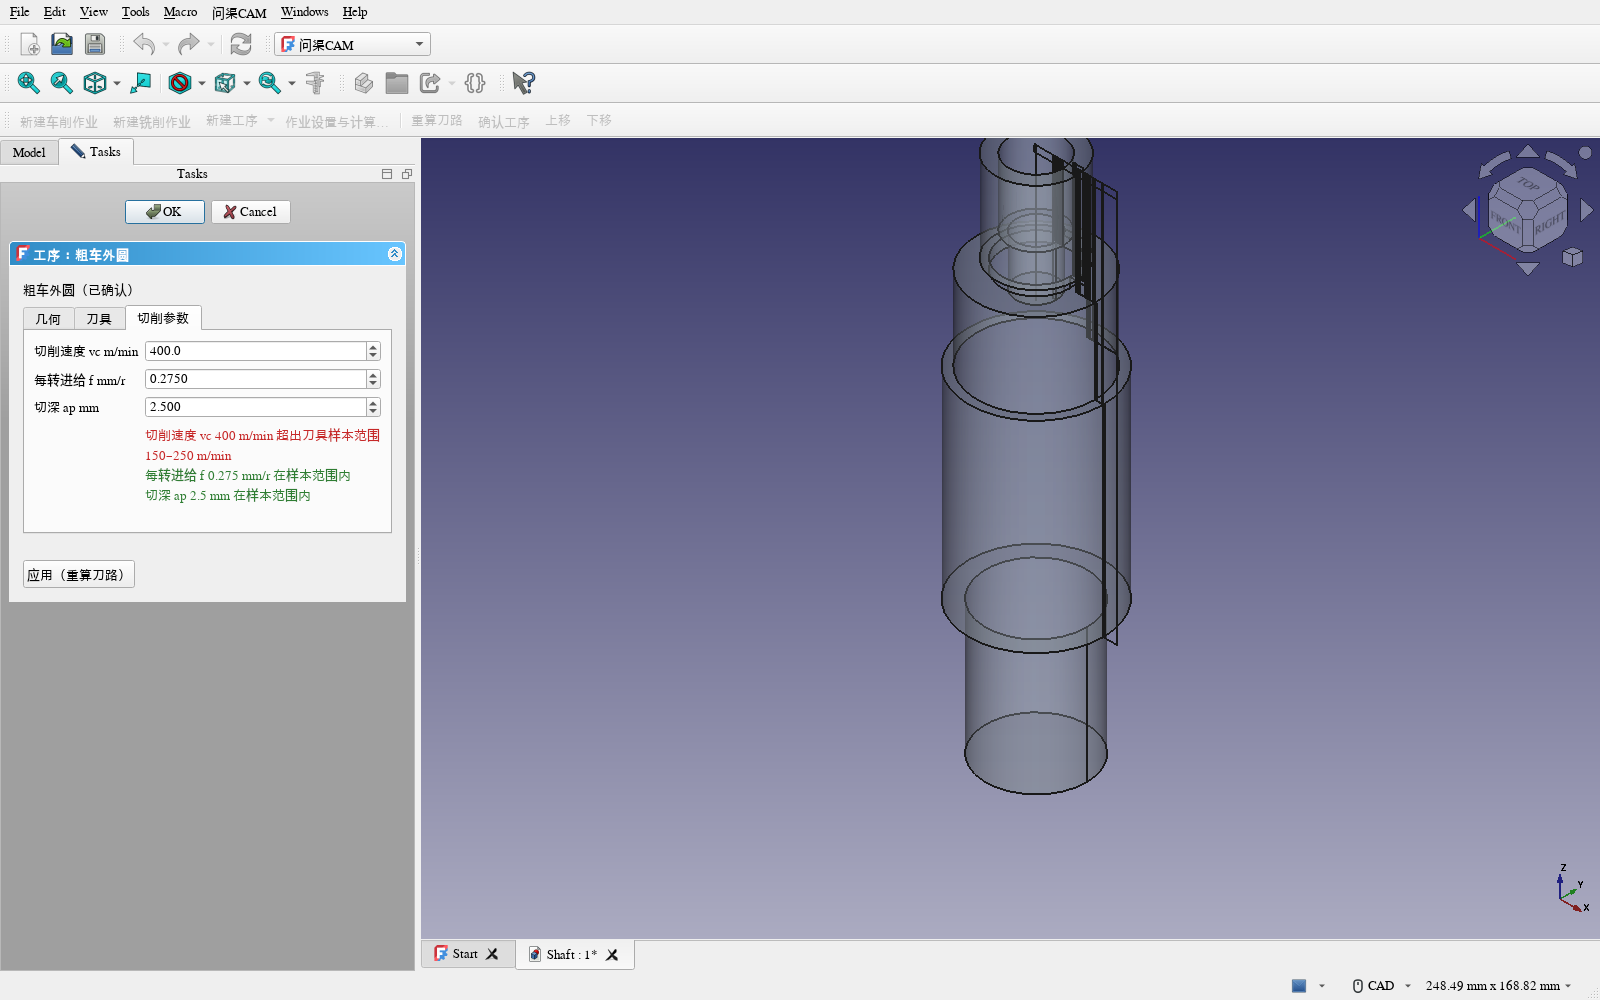 File Edit View Tools Macro 问渠CAM Windows Help
问渠CAM
新建车削作业 新建铣削作业 新建工序 作业设置与计算... 重算刀路 确认工序 上移 下移
Model Tasks
Tasks
OK Cancel
工序：粗车外圆
粗车外圆（已确认）
几何 刀具 切削参数
切削速度 vc m/min 400.0
每转进给 f mm/r 0.2750
切深 ap mm 2.500
切削速度 vc 400 m/min 超出刀具样本范围
150–250 m/min
每转进给 f 0.275 mm/r 在样本范围内
切深 ap 2.5 mm 在样本范围内
应用（重算刀路）
TOP
FRONT RIGHT
Z
Y
X
Start Shaft : 1*
CAD 248.49 mm x 168.82 mm